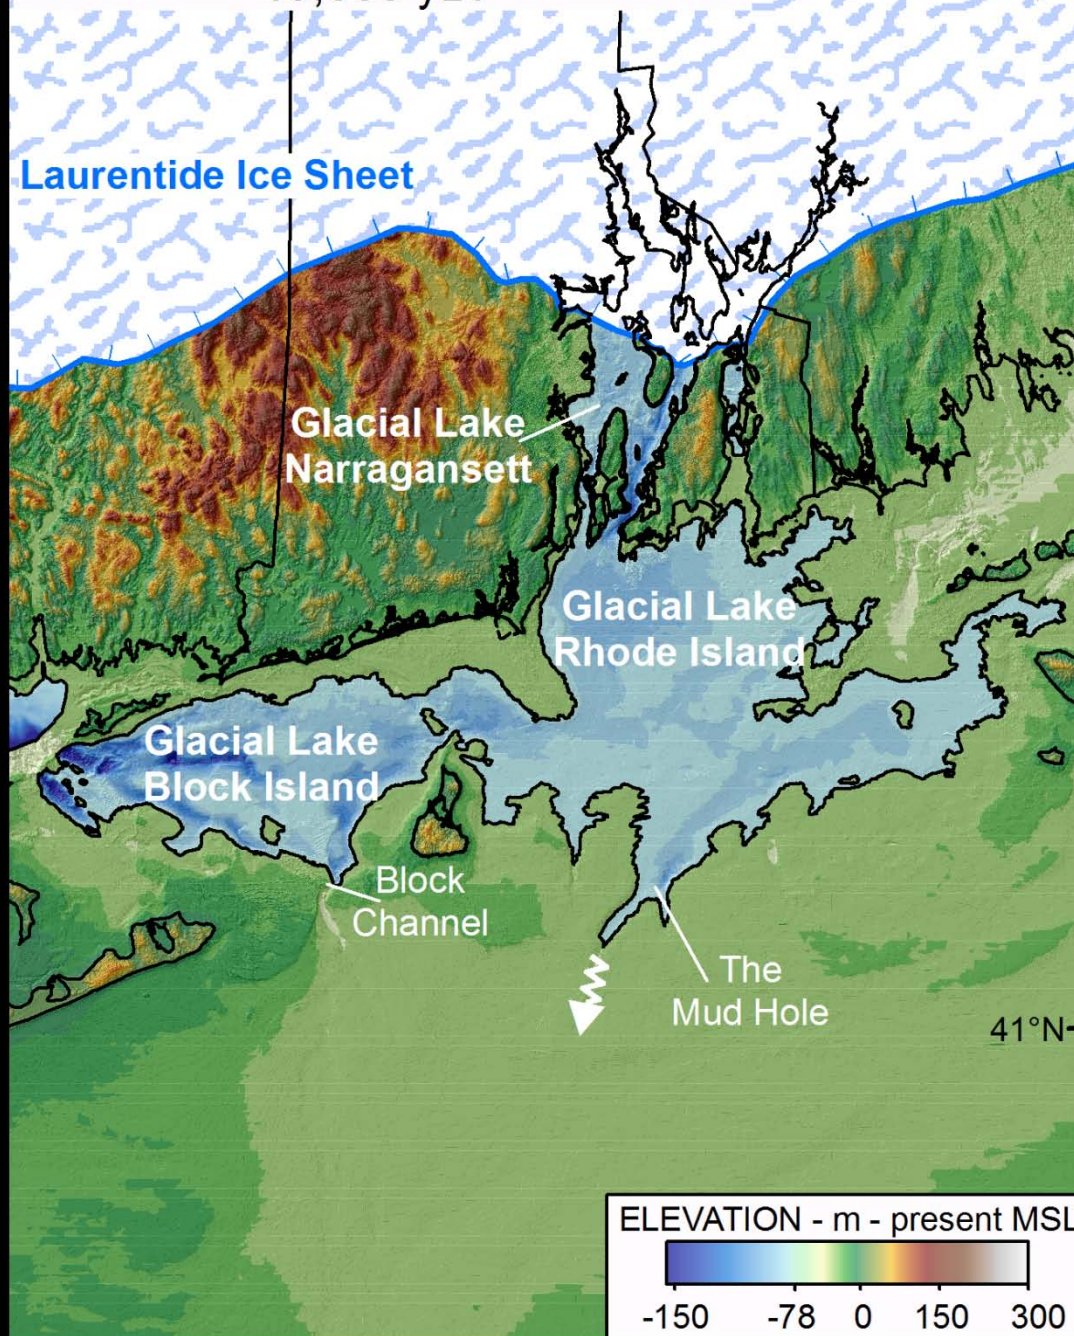 Laurentide Ice Sheet
Glacial Lake
Narragansett
Glacial Lake
Rhode Island
Glacial Lake
Block Island
Block
Channel
The
Mud Hole
41°N
ELEVATION - m - present MSL
-150 -78 0 150 300